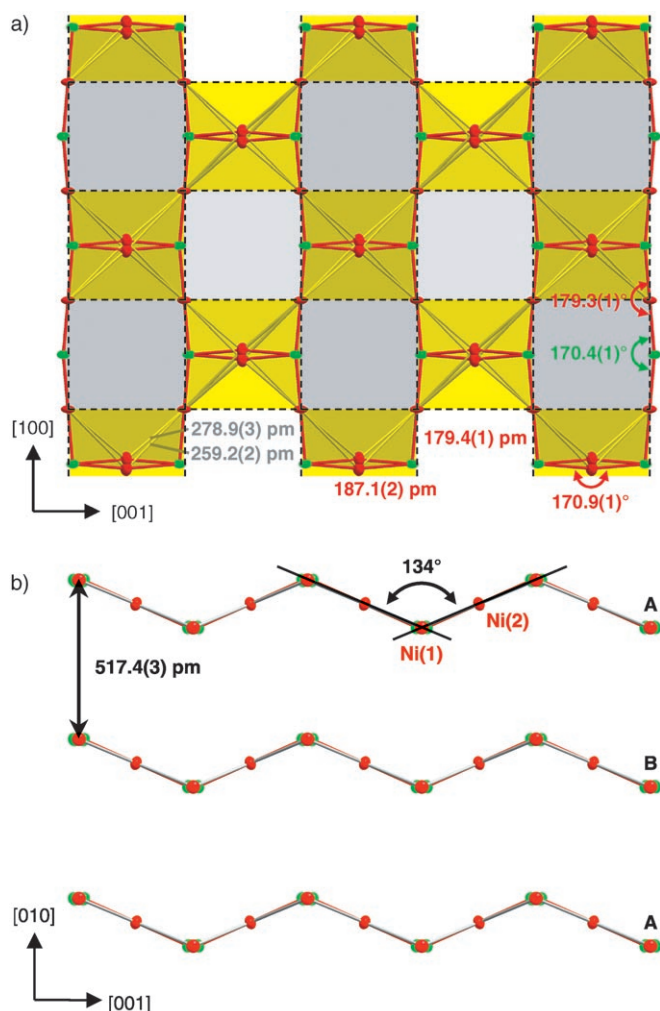 a)
179.3(1)°
170.4(1)°
278.9(3) pm
179.4(1) pm
259.2(2) pm
[100]
187.1(2) pm
170.9(1)°
[001]
b)
134°
A
Ni(2)
Ni(1)
517.4(3) pm
B
[010]
A
[001]